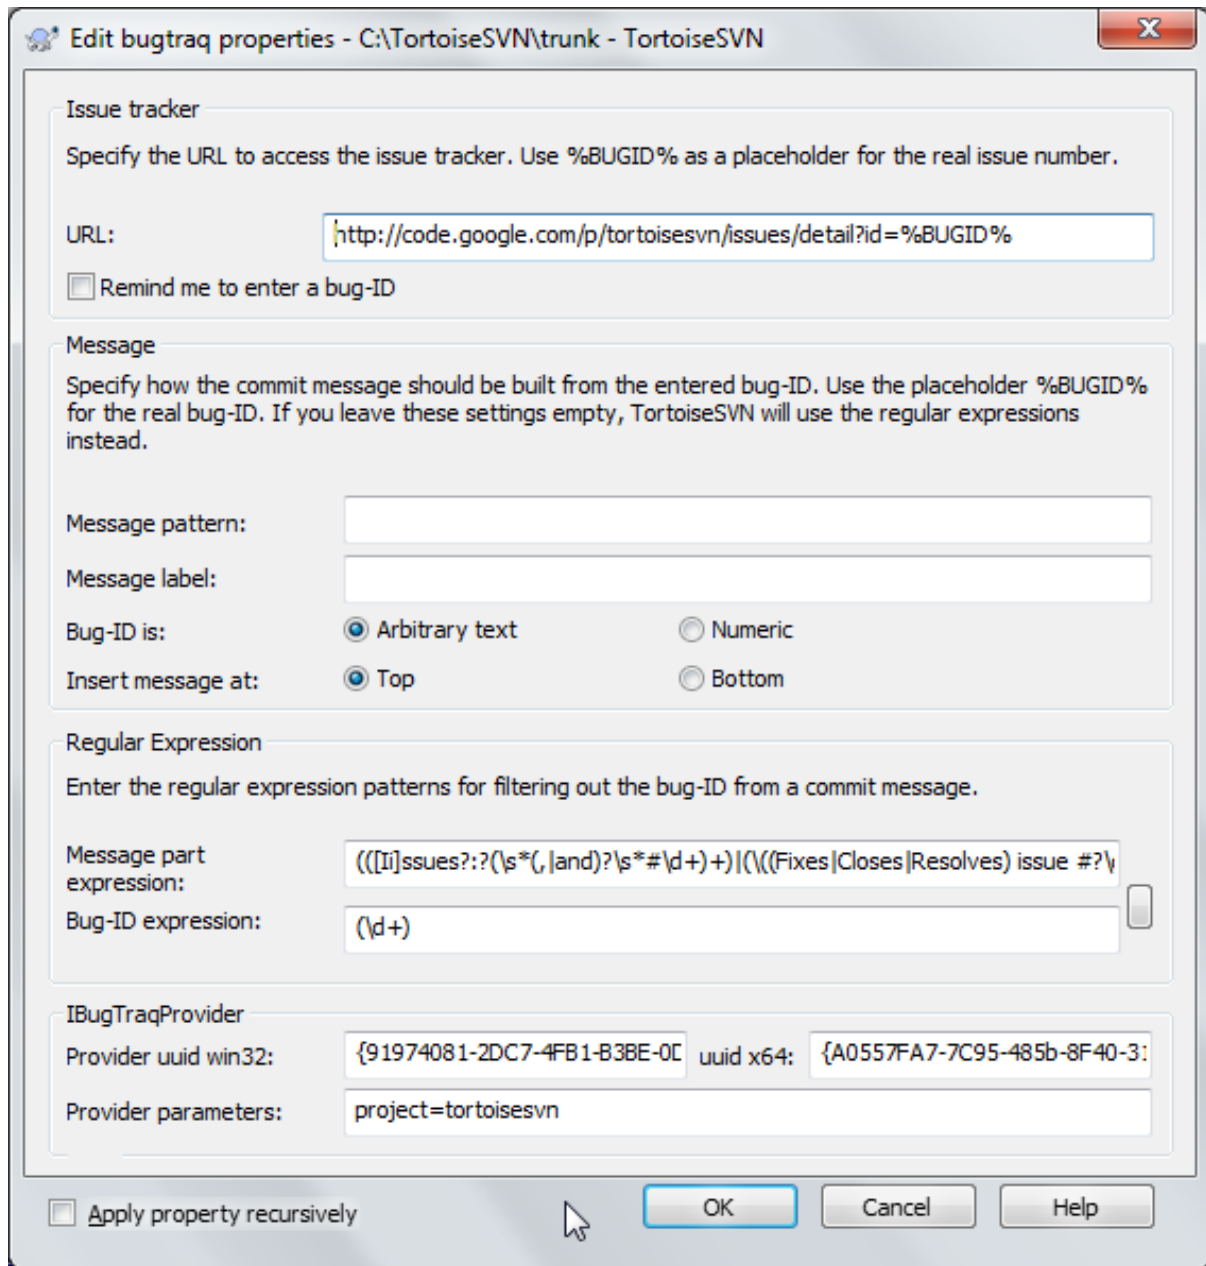 Edit bugtraq properties - C:\TortoiseSVN\trunk - TortoiseSVN
Issue tracker
Specify the URL to access the issue tracker. Use %BUGID% as a placeholder for the real issue number.
URL: http://code.google.com/p/tortoisesvn/issues/detail?id=%BUGID%
Remind me to enter a bug-ID
Message
Specify how the commit message should be built from the entered bug-ID. Use the placeholder %BUGID%
for the real bug-ID. If you leave these settings empty, TortoiseSVN will use the regular expressions
instead.
Message pattern:
Message label:
Bug-ID is: Arbitrary text Numeric
Insert message at: Top Bottom
Regular Expression
Enter the regular expression patterns for filtering out the bug-ID from a commit message.
Message part
expression:
(([Ii]ssues?:?(\s*(,|and)?\s*#\d+)+)|(\((Fixes|Closes|Resolves) issue #?\
Bug-ID expression: (\d+)
IBugTraqProvider
Provider uuid win32: {91974081-2DC7-4FB1-B3BE-0D uuid x64: {A0557FA7-7C95-485b-8F40-31
Provider parameters: project=tortoisesvn
Apply property recursively OK Cancel Help